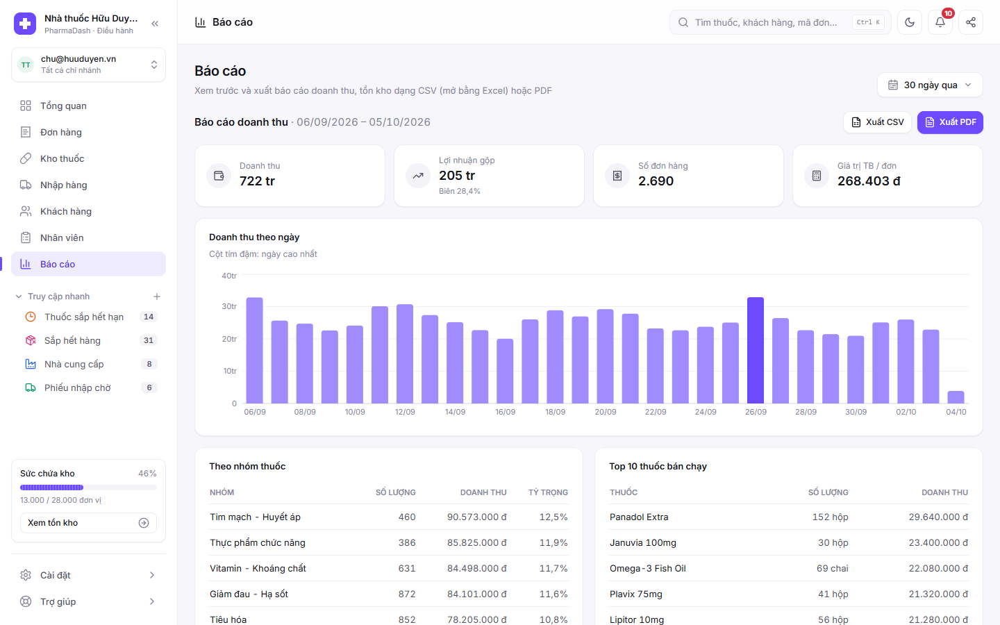 Nhà thuốc Hữu Duy...
PharmaDash · Điều hành
TT
chu@huuduyen.vn
Tất cả chi nhánh
Tổng quan
Đơn hàng
Kho thuốc
Nhập hàng
Khách hàng
Nhân viên
Báo cáo
Truy cập nhanh
Thuốc sắp hết hạn 14
Sắp hết hàng 31
Nhà cung cấp 8
Phiếu nhập chờ 6
Sức chứa kho 46%
13.000 / 28.000 đơn vị
Xem tồn kho
Cài đặt
Trợ giúp
Báo cáo
Tìm thuốc, khách hàng, mã đơn... Ctrl K
10
Báo cáo
Xem trước và xuất báo cáo doanh thu, tồn kho dạng CSV (mở bằng Excel) hoặc PDF
30 ngày qua
Báo cáo doanh thu · 06/09/2026 – 05/10/2026
Xuất CSV
Xuất PDF
Doanh thu
722 tr
Lợi nhuận gộp
205 tr
Biên 28,4%
Số đơn hàng
2.690
Giá trị TB / đơn
268.403 đ
Doanh thu theo ngày
Cột tím đậm: ngày cao nhất
40tr
30tr
20tr
10tr
0
06/09 08/09 10/09 12/09 14/09 16/09 18/09 20/09 22/09 24/09 26/09 28/09 30/09 02/10 04/10
Theo nhóm thuốc
NHÓM SỐ LƯỢNG DOANH THU TỶ TRỌNG
Tim mạch - Huyết áp 460 90.573.000 đ 12,5%
Thực phẩm chức năng 386 85.825.000 đ 11,9%
Vitamin - Khoáng chất 631 84.498.000 đ 11,7%
Giảm đau - Hạ sốt 872 84.101.000 đ 11,6%
Tiêu hóa 852 78.205.000 đ 10,8%
Top 10 thuốc bán chạy
THUỐC SỐ LƯỢNG DOANH THU
Panadol Extra 152 hộp 29.640.000 đ
Januvia 100mg 30 hộp 23.400.000 đ
Omega-3 Fish Oil 69 chai 22.080.000 đ
Plavix 75mg 41 hộp 21.320.000 đ
Lipitor 10mg 56 hộp 21.280.000 đ